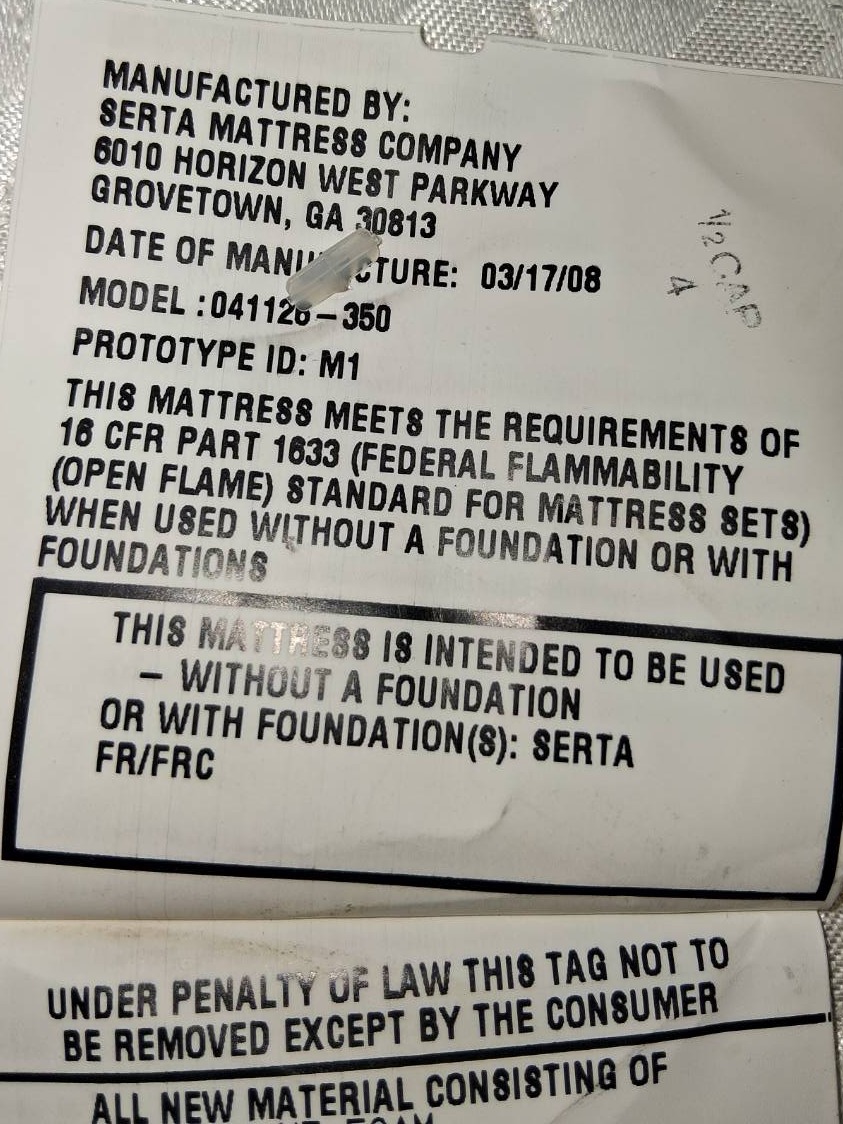 MANUFACTURED BY:
SERTA MATTRESS COMPANY
6010 HORIZON WEST PARKWAY
GROVETOWN, GA 30813
DATE OF MANUFACTURE: 03/17/08
MODEL :041126-350
PROTOTYPE ID: M1
1/2 CAP
4
THIS MATTRESS MEETS THE REQUIREMENTS OF
16 CFR PART 1633 (FEDERAL FLAMMABILITY
(OPEN FLAME) STANDARD FOR MATTRESS SETS)
WHEN USED WITHOUT A FOUNDATION OR WITH
FOUNDATIONS
THIS MATTRESS IS INTENDED TO BE USED
– WITHOUT A FOUNDATION
OR WITH FOUNDATION(S): SERTA
FR/FRC
UNDER PENALTY OF LAW THIS TAG NOT TO
BE REMOVED EXCEPT BY THE CONSUMER
ALL NEW MATERIAL CONSISTING OF